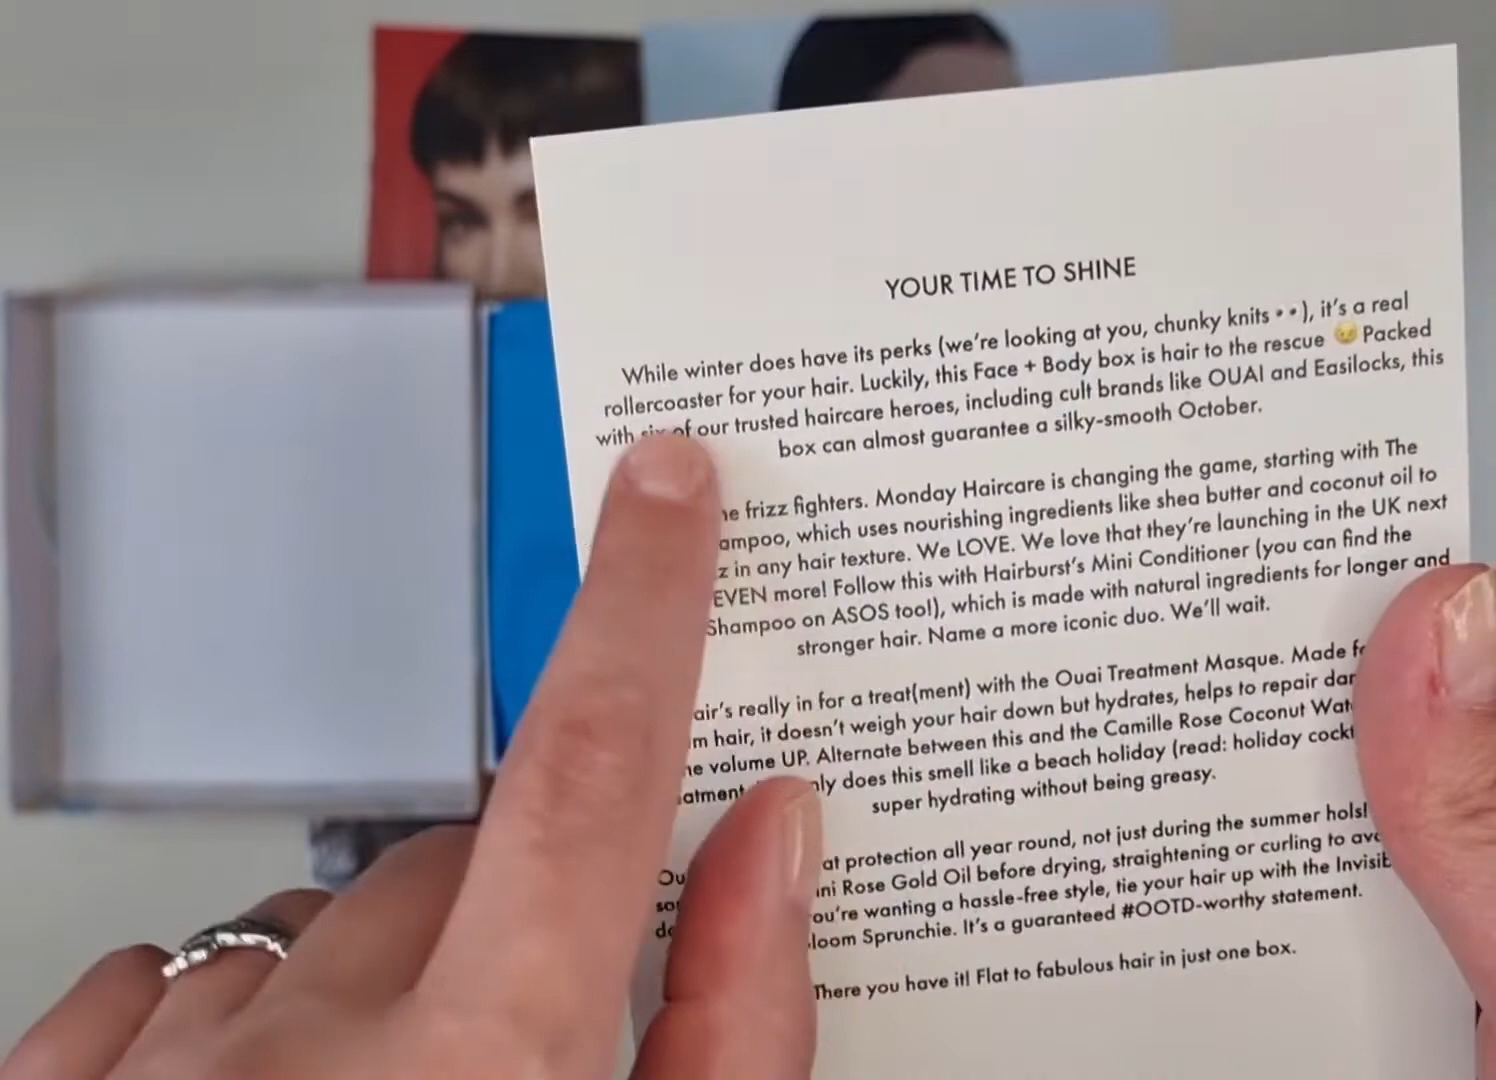 YOUR TIME TO SHINE
While winter does have its perks (we're looking at you, chunky knits 👀), it's a real
rollercoaster for your hair. Luckily, this Face + Body box is hair to the rescue 😉 Packed
with six of our trusted haircare heroes, including cult brands like OUAI and Easilocks, this
box can almost guarantee a silky-smooth October.
frizz fighters. Monday Haircare is changing the game, starting with The
which uses nourishing ingredients like shea butter and coconut oil to
in any hair texture. We LOVE. We love that they're launching in the UK next
EVEN more! Follow this with Hairburst's Mini Conditioner (you can find the
Shampoo on ASOS too!), which is made with natural ingredients for longer and
stronger hair. Name a more iconic duo. We'll wait.
really in for a treat(ment) with the Ouai Treatment Masque. Made
hair, it doesn't weigh your hair down but hydrates, helps to repair
volume UP. Alternate between this and the Camille Rose Coconut
does this smell like a beach holiday (read: holiday
super hydrating without being greasy.
protection all year round, not just during the summer hols!
Rose Gold Oil before drying, straightening or curling to
wanting a hassle-free style, tie your hair up with the
Sprunchie. It's a guaranteed #OOTD-worthy statement.
There you have it! Flat to fabulous hair in just one box.